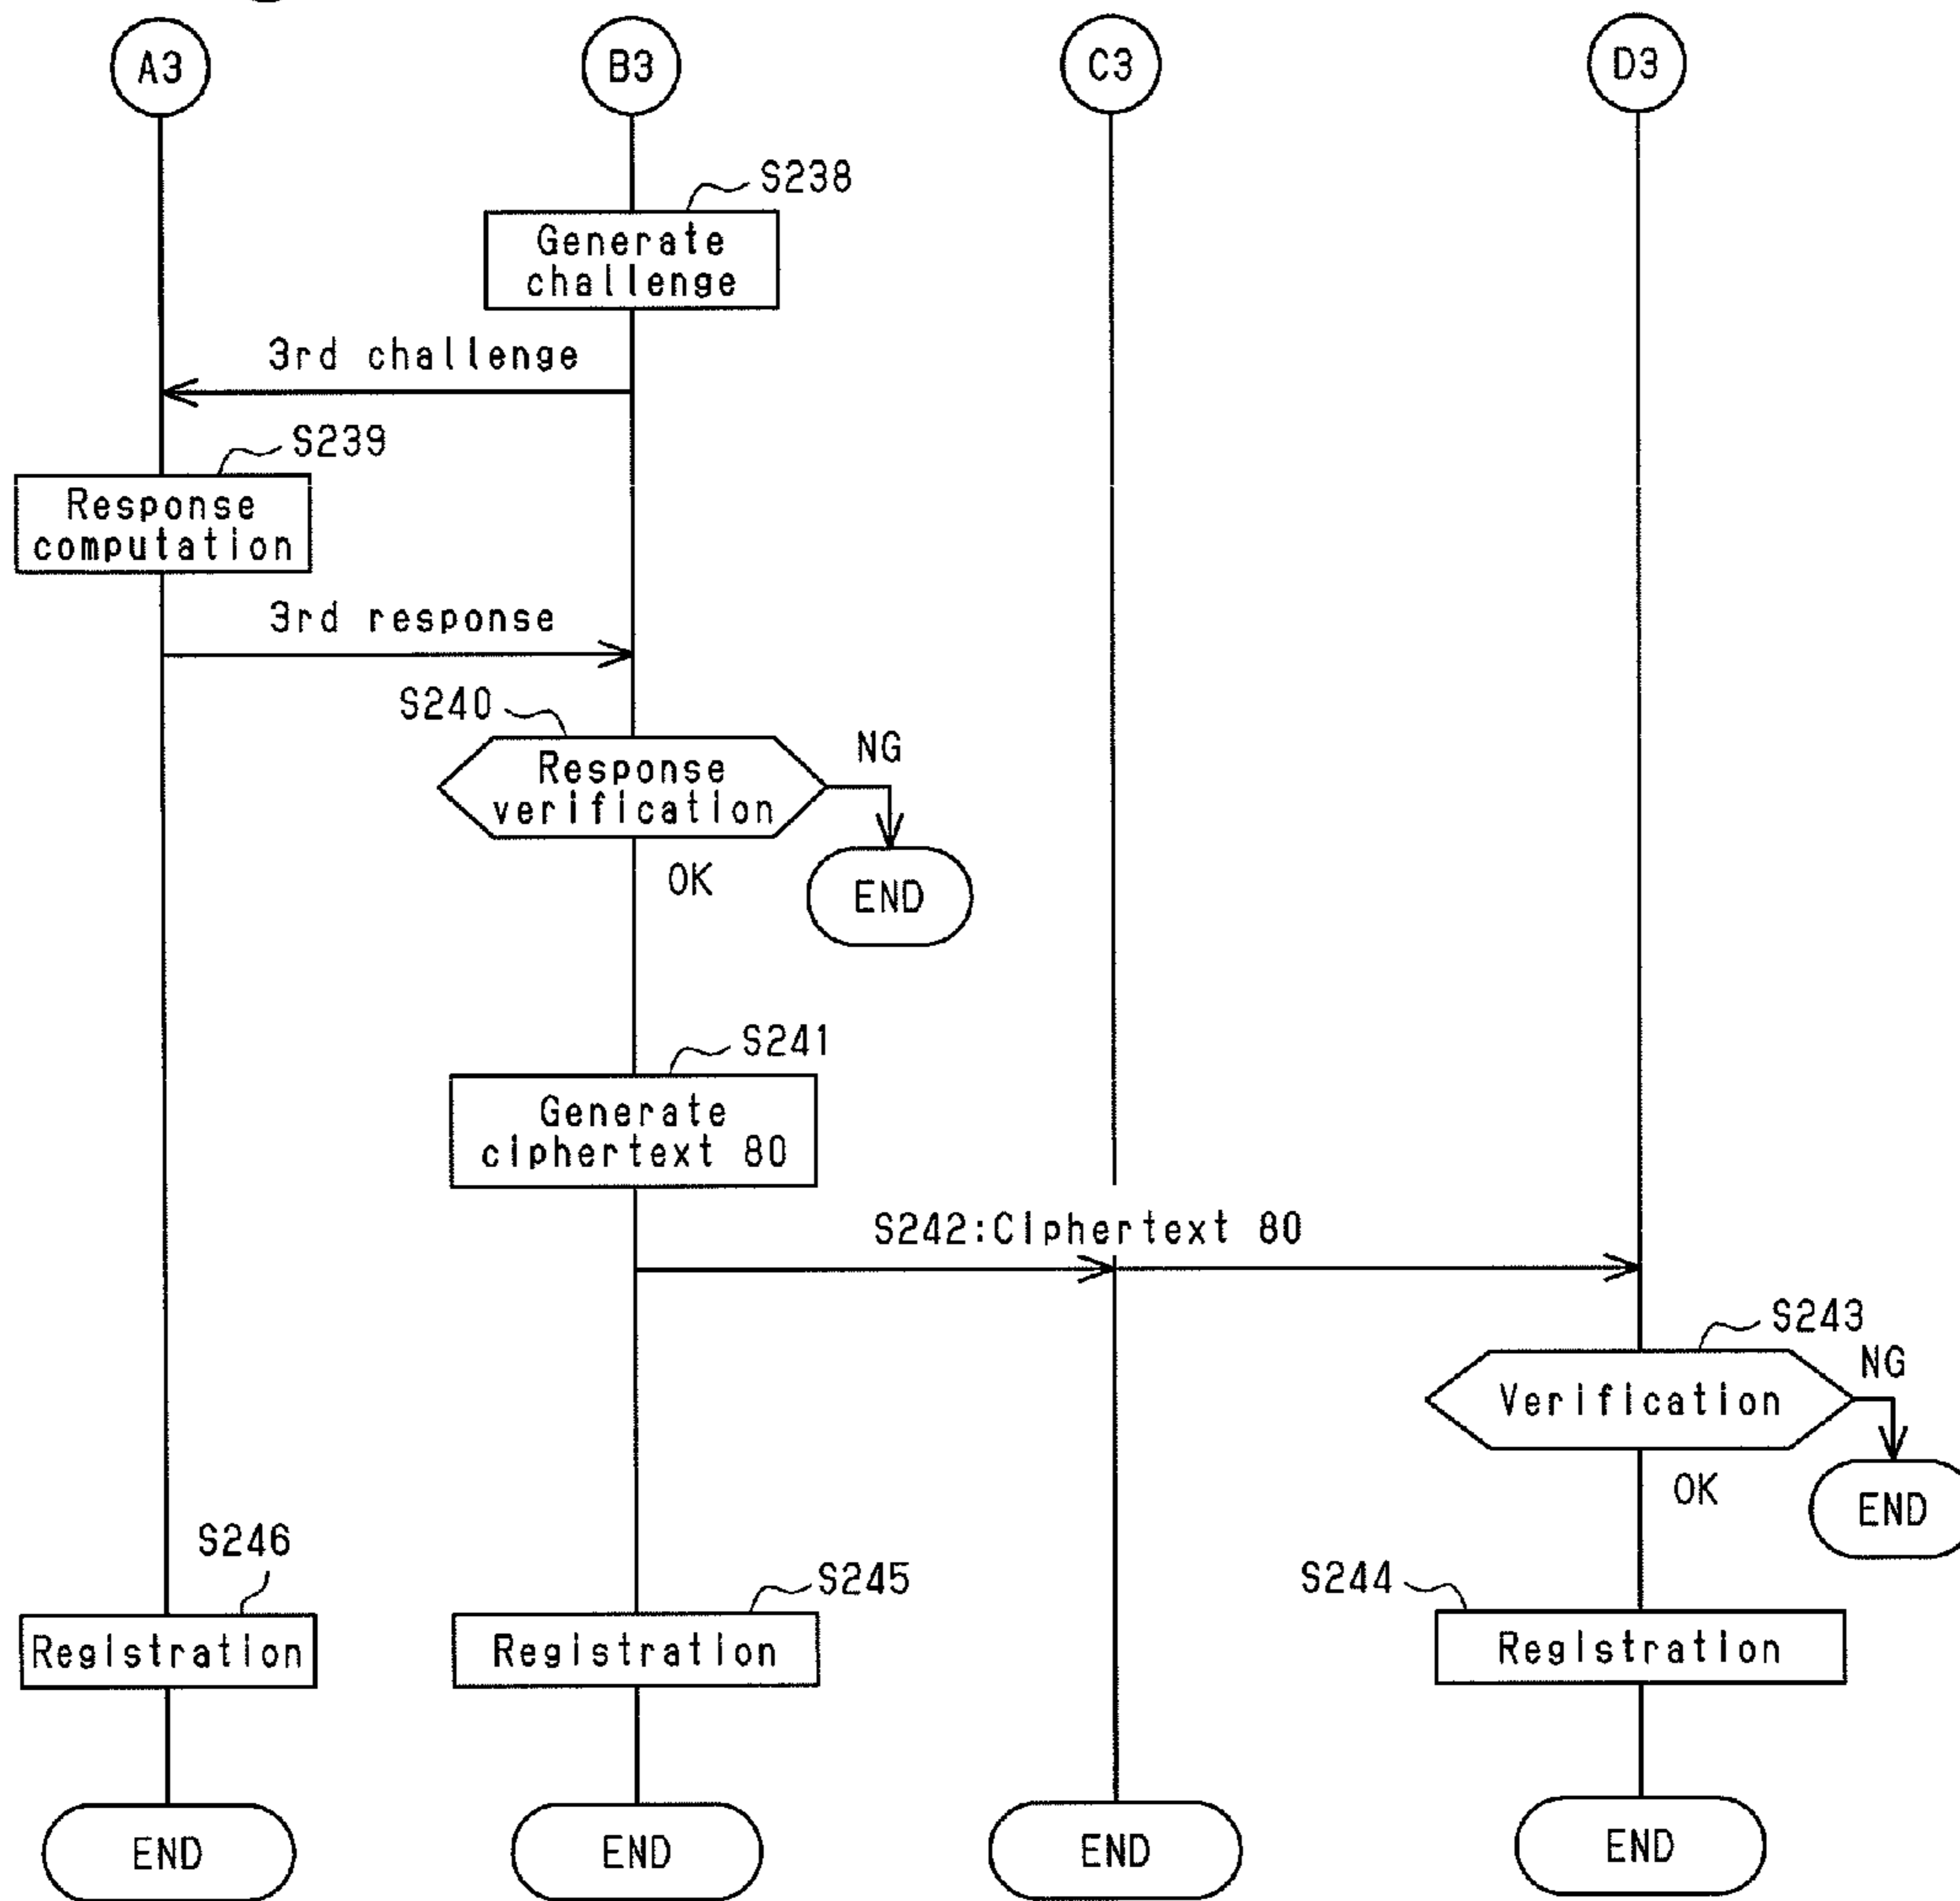 A3
B3
C3
D3
S238
Generate
challenge
3rd challenge
S239
Response
computation
3rd response
S240
NG
Response
verification
OK
END
S241
Generate
ciphertext 80
S242:Ciphertext 80
S243
NG
Verification
OK
END
S246
S245
S244
Registration
Registration
Registration
END
END
END
END